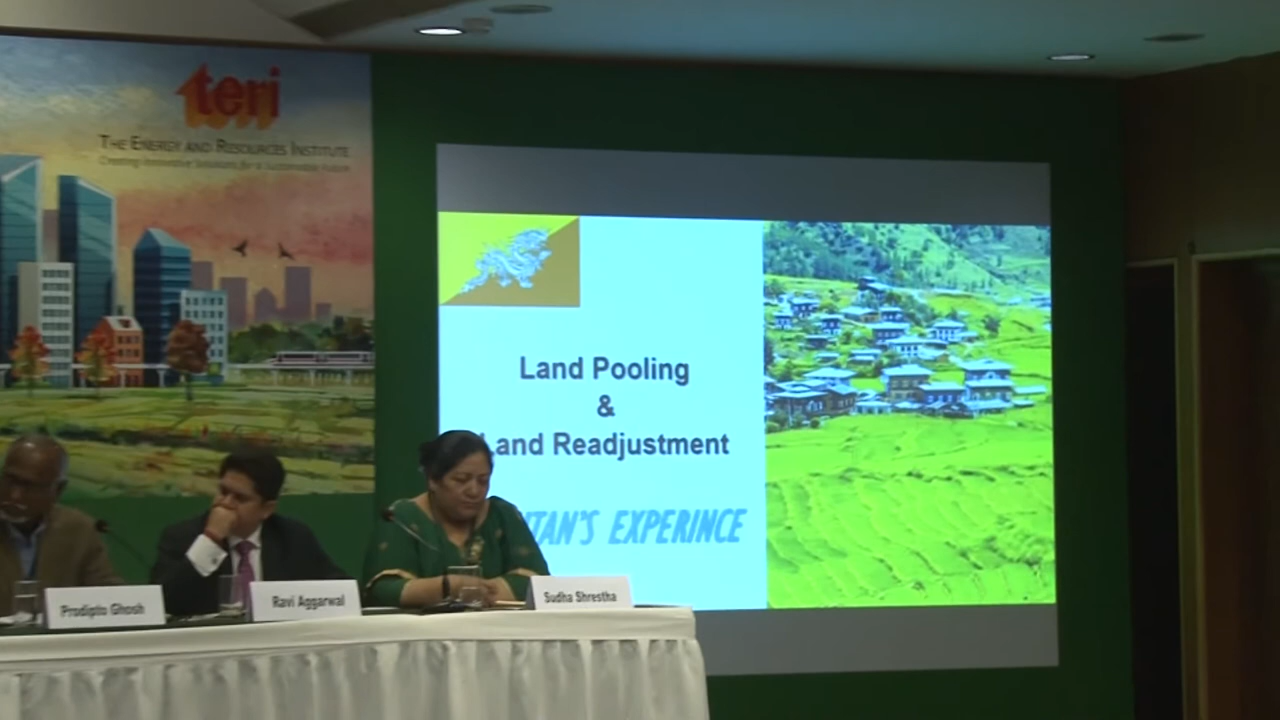 teri
THE ENERGY AND RESOURCES INSTITUTE
Creating Innovative Solutions for a Sustainable Future
Land Pooling
&
Land Readjustment
TAN'S EXPERINCE
Prodipto Ghosh
Ravi Aggarwal
Sudha Shrestha